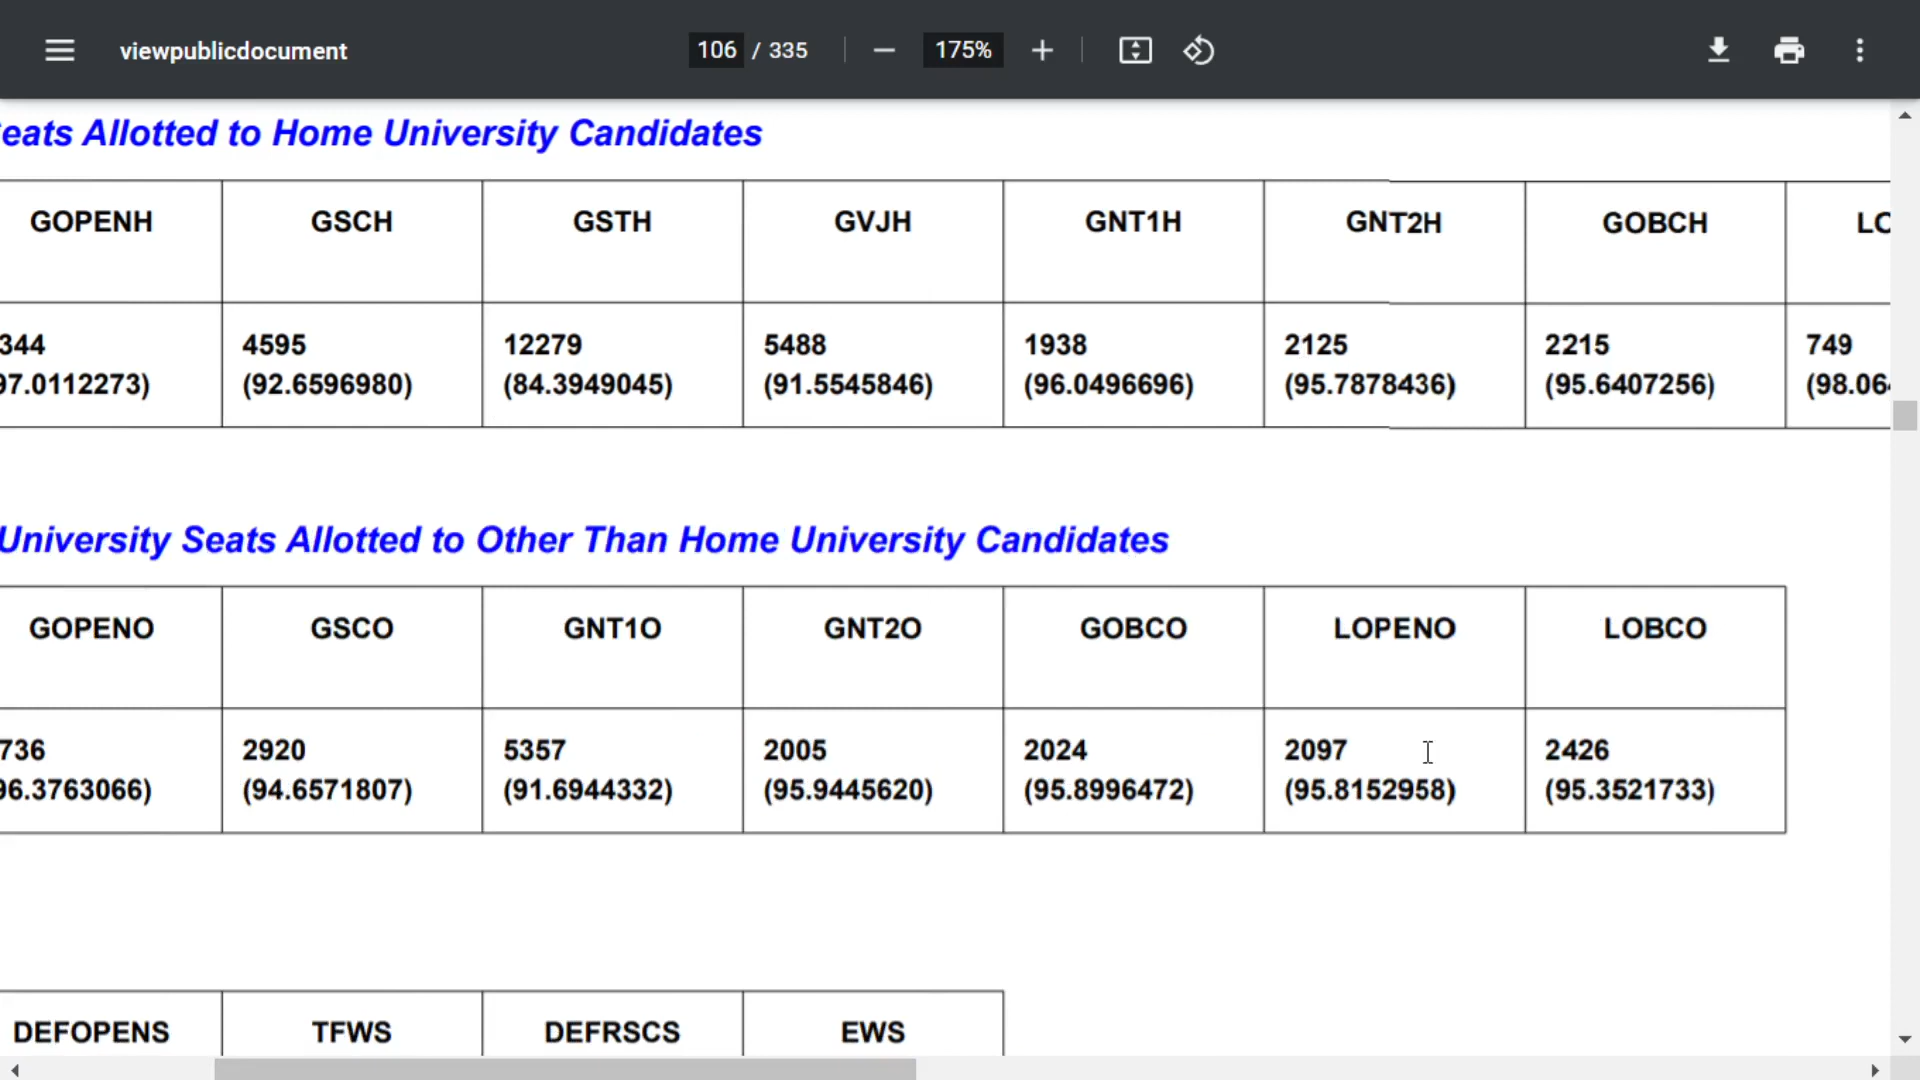 viewpublicdocument
106 / 335
175%
Seats Allotted to Home University Candidates
GOPENH GSCH GSTH GVJH GNT1H GNT2H GOBCH
344 4595 12279 5488 1938 2125 2215 749
97.0112273) (92.6596980) (84.3949045) (91.5545846) (96.0496696) (95.7878436) (95.6407256) (98.06
University Seats Allotted to Other Than Home University Candidates
GOPENO GSCO GNT1O GNT2O GOBCO LOPENO LOBCO
736 2920 5357 2005 2024 2097 2426
96.3763066) (94.6571807) (91.6944332) (95.9445620) (95.8996472) (95.8152958) (95.3521733)
DEFOPENS TFWS DEFRSCS EWS